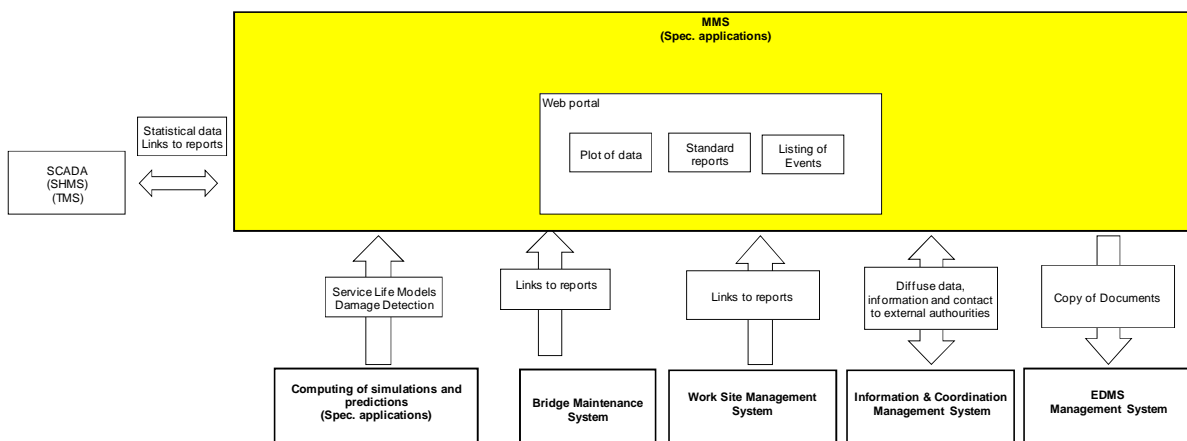 MMS
(Spec. applications)
Web portal
Plot of data
Standard
reports
Listing of
Events
Statistical data
Links to reports
SCADA
(SHMS)
(TMS)
Service Life Models
Damage Detection
Links to reports
Links to reports
Diffuse data,
information and contact
to external authourities
Copy of Documents
Computing of simulations and
predictions
(Spec. applications)
Bridge Maintenance
System
Work Site Management
System
Information & Coordination
Management System
EDMS
Management System